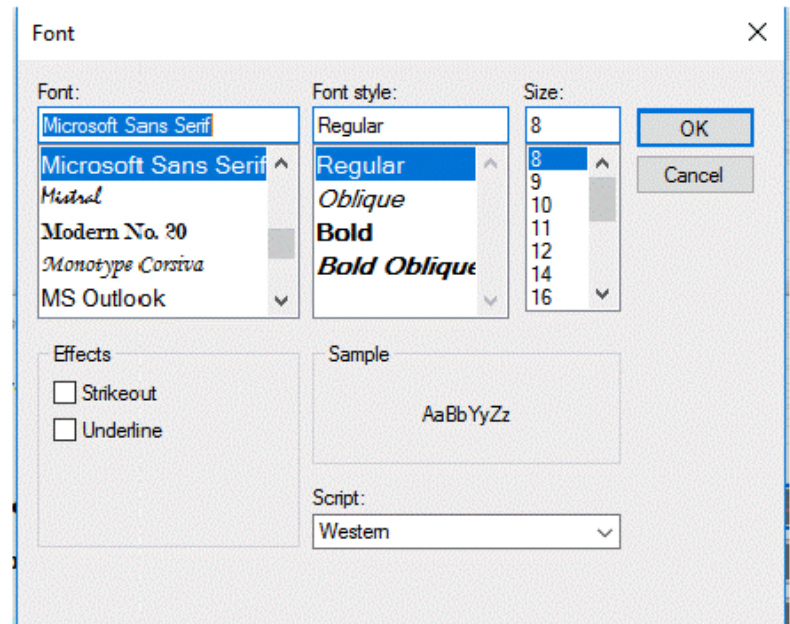 Font
Font:
Font style:
Size:
Microsoft Sans Serif
Regular
8
OK
Cancel
Microsoft Sans Serif
Mistral
Modern No. 20
Monotype Corsiva
MS Outlook
Regular
Oblique
Bold
Bold Oblique
8
9
10
11
12
14
16
Effects
Strikeout
Underline
Sample
AaBbYyZz
Script:
Western